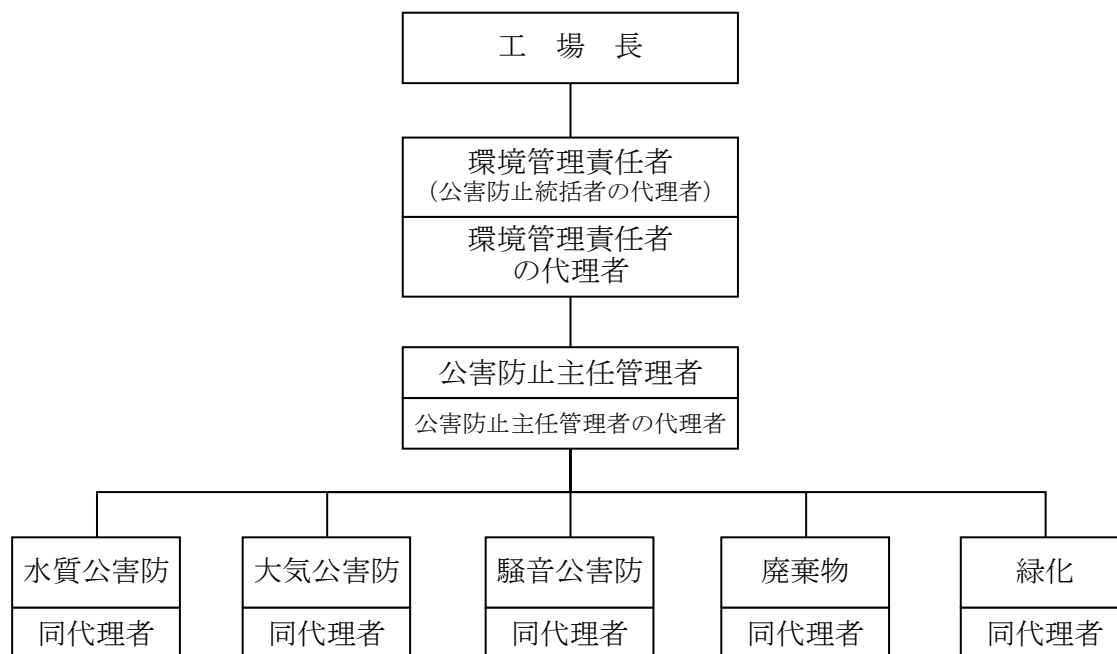 工　場　長
環境管理責任者
（公害防止統括者の代理者）
環境管理責任者
の代理者
公害防止主任管理者
公害防止主任管理者の代理者
水質公害防
大気公害防
騒音公害防
廃棄物
緑化
同代理者
同代理者
同代理者
同代理者
同代理者